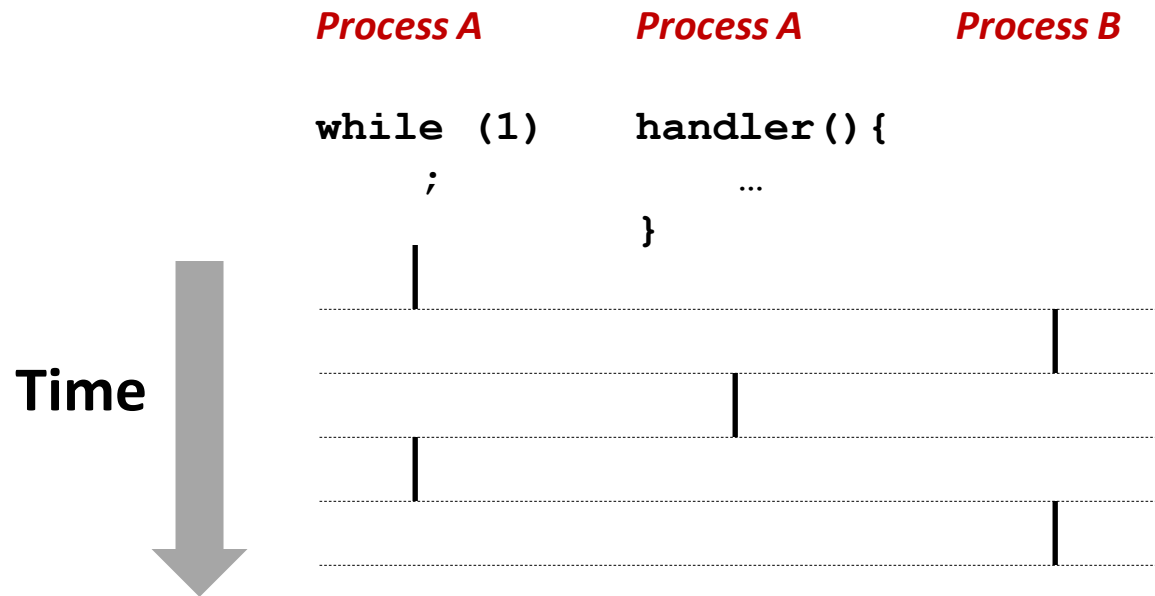 Process A Process A Process B
while (1) handler(){
; …
}
Time